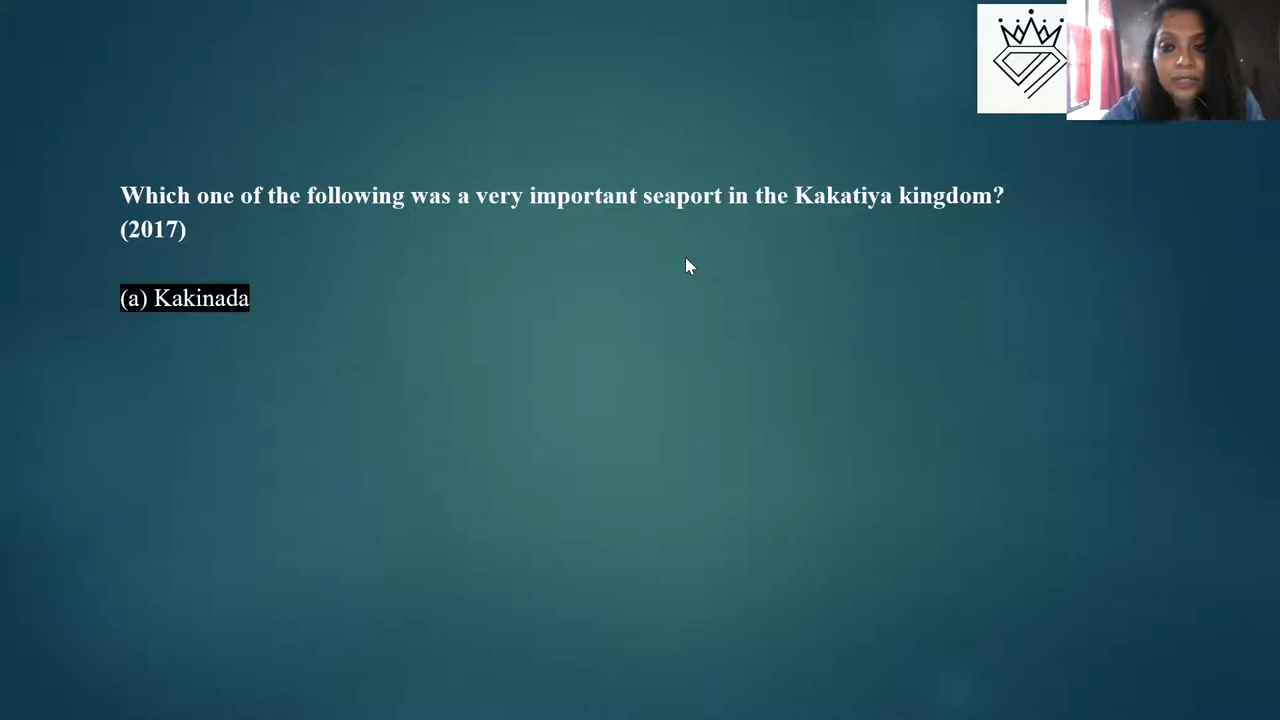 Which one of the following was a very important seaport in the Kakatiya kingdom?
(2017)
(a) Kakinada